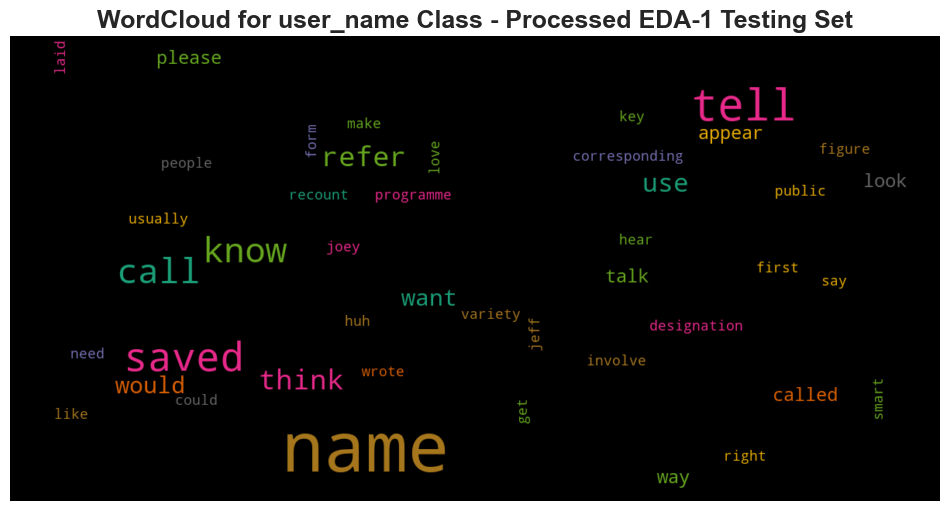 WordCloud for user_name Class - Processed EDA-1 Testing Set
laid
please
tell
key
make
form
appear
refer
love
corresponding
figure
people
use
look
recount
programme
public
usually
know
joey
hear
call
talk
first
say
want
variety
huh
jeff
designation
need
saved
think
wrote
involve
would
could
called
smart
like
get
name
right
way